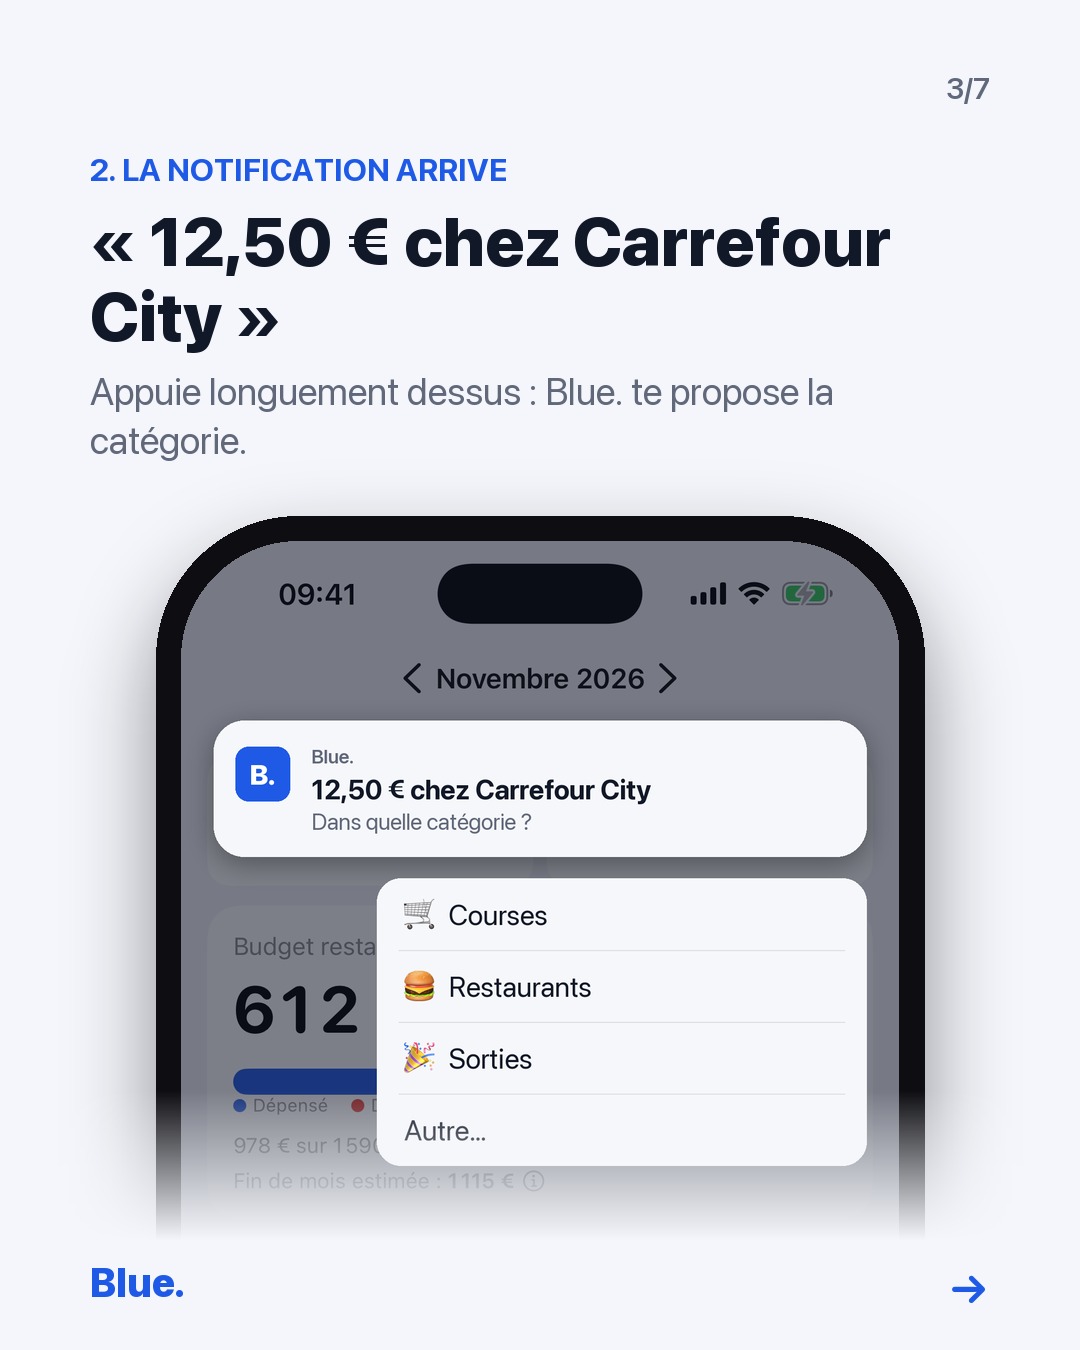 3/7
2. LA NOTIFICATION ARRIVE
« 12,50 € chez Carrefour
City »
Appuie longuement dessus : Blue. te propose la
catégorie.
09:41
Novembre 2026
B.
Blue.
12,50 € chez Carrefour City
Dans quelle catégorie ?
Courses
Restaurants
Sorties
Autre...
Budget
612
Dépensé
978 € sur 1590
Fin de mois estimée : 1115 €
Blue.